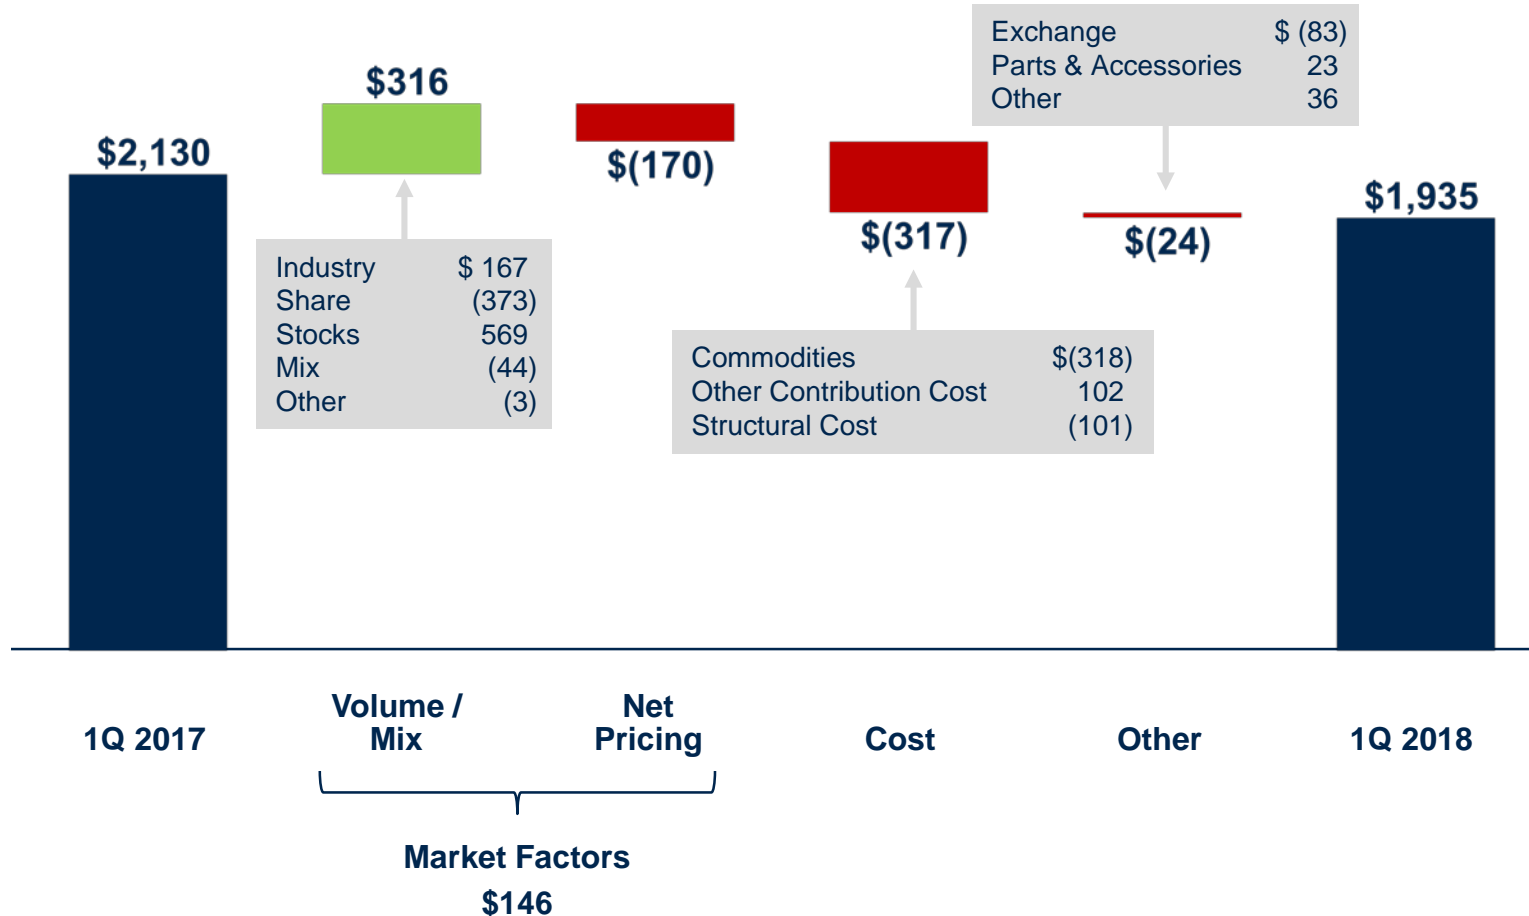 Exchange $ (83)
Parts & Accessories 23
Other 36
$316
$2,130
$(170)
$1,935
$(317)
$(24)
Industry $ 167
Share (373)
Stocks 569
Mix (44)
Other (3)
Commodities $(318)
Other Contribution Cost 102
Structural Cost (101)
1Q 2017
Volume /
Mix
Net
Pricing
Cost
Other
1Q 2018
Market Factors
$146